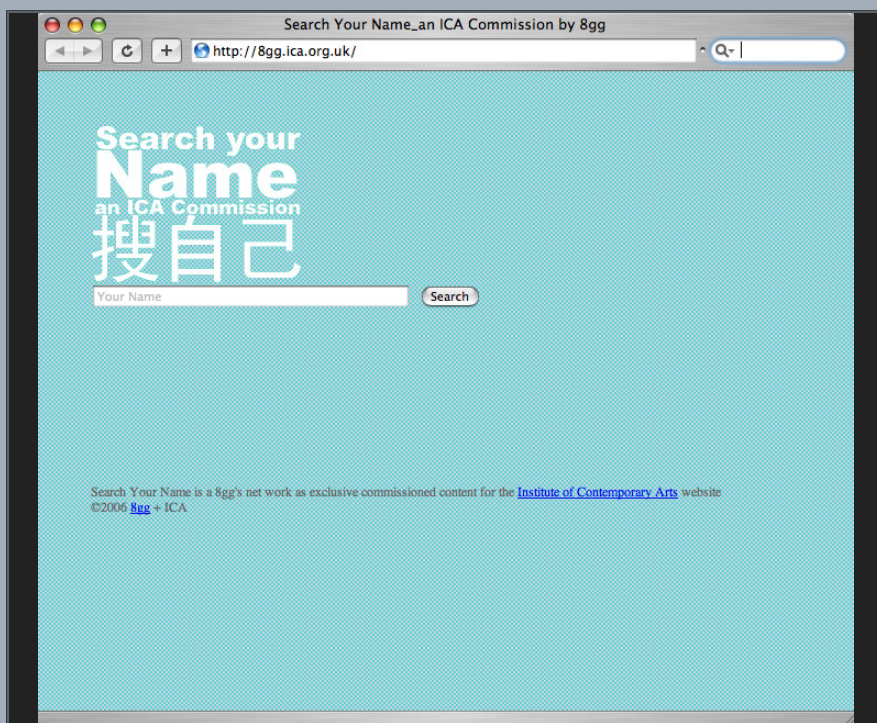 Search Your Name_an ICA Commission by 8gg
http://8gg.ica.org.uk/
Search your
Name
an ICA Commission
搜自己
Your Name
Search
Search Your Name is a 8gg's net work as exclusive commissioned content for the Institute of Contemporary Arts website
©2006 8gg + ICA